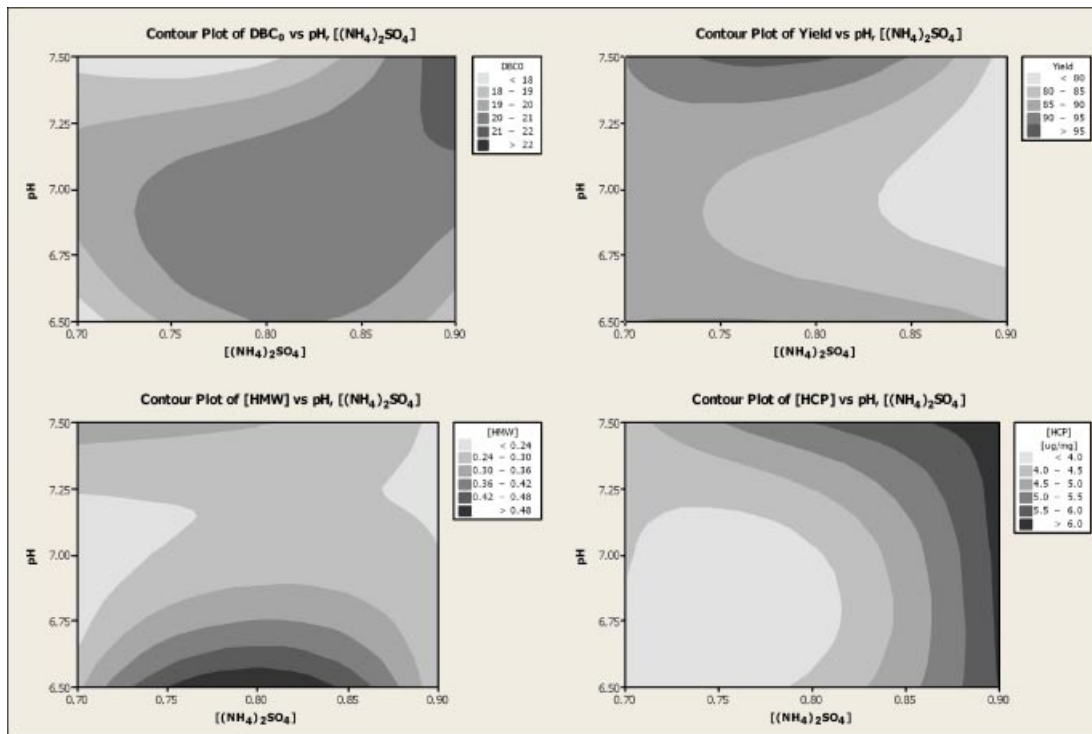 Contour Plot of DBC₀ vs pH, [(NH₄)₂SO₄]
7.50
7.25
7.00
6.75
6.50
pH
0.70 0.75 0.80 0.85 0.90
[(NH₄)₂SO₄]
DBC0
< 18
18 – 19
19 – 20
20 – 21
21 – 22
> 22
Contour Plot of Yield vs pH, [(NH₄)₂SO₄]
7.50
7.25
7.00
6.75
6.50
pH
0.70 0.75 0.80 0.85 0.90
[(NH₄)₂SO₄]
Yield
< 80
80 – 85
85 – 90
90 – 95
> 95
Contour Plot of [HMW] vs pH, [(NH₄)₂SO₄]
7.50
7.25
7.00
6.75
6.50
pH
0.70 0.75 0.80 0.85 0.90
[(NH₄)₂SO₄]
[HMW]
< 0.24
0.24 – 0.30
0.30 – 0.36
0.36 – 0.42
0.42 – 0.48
> 0.48
Contour Plot of [HCP] vs pH, [(NH₄)₂SO₄]
7.50
7.25
7.00
6.75
6.50
pH
0.70 0.75 0.80 0.85 0.90
[(NH₄)₂SO₄]
[HCP]
[ug/mg]
< 4.0
4.0 – 4.5
4.5 – 5.0
5.0 – 5.5
5.5 – 6.0
> 6.0